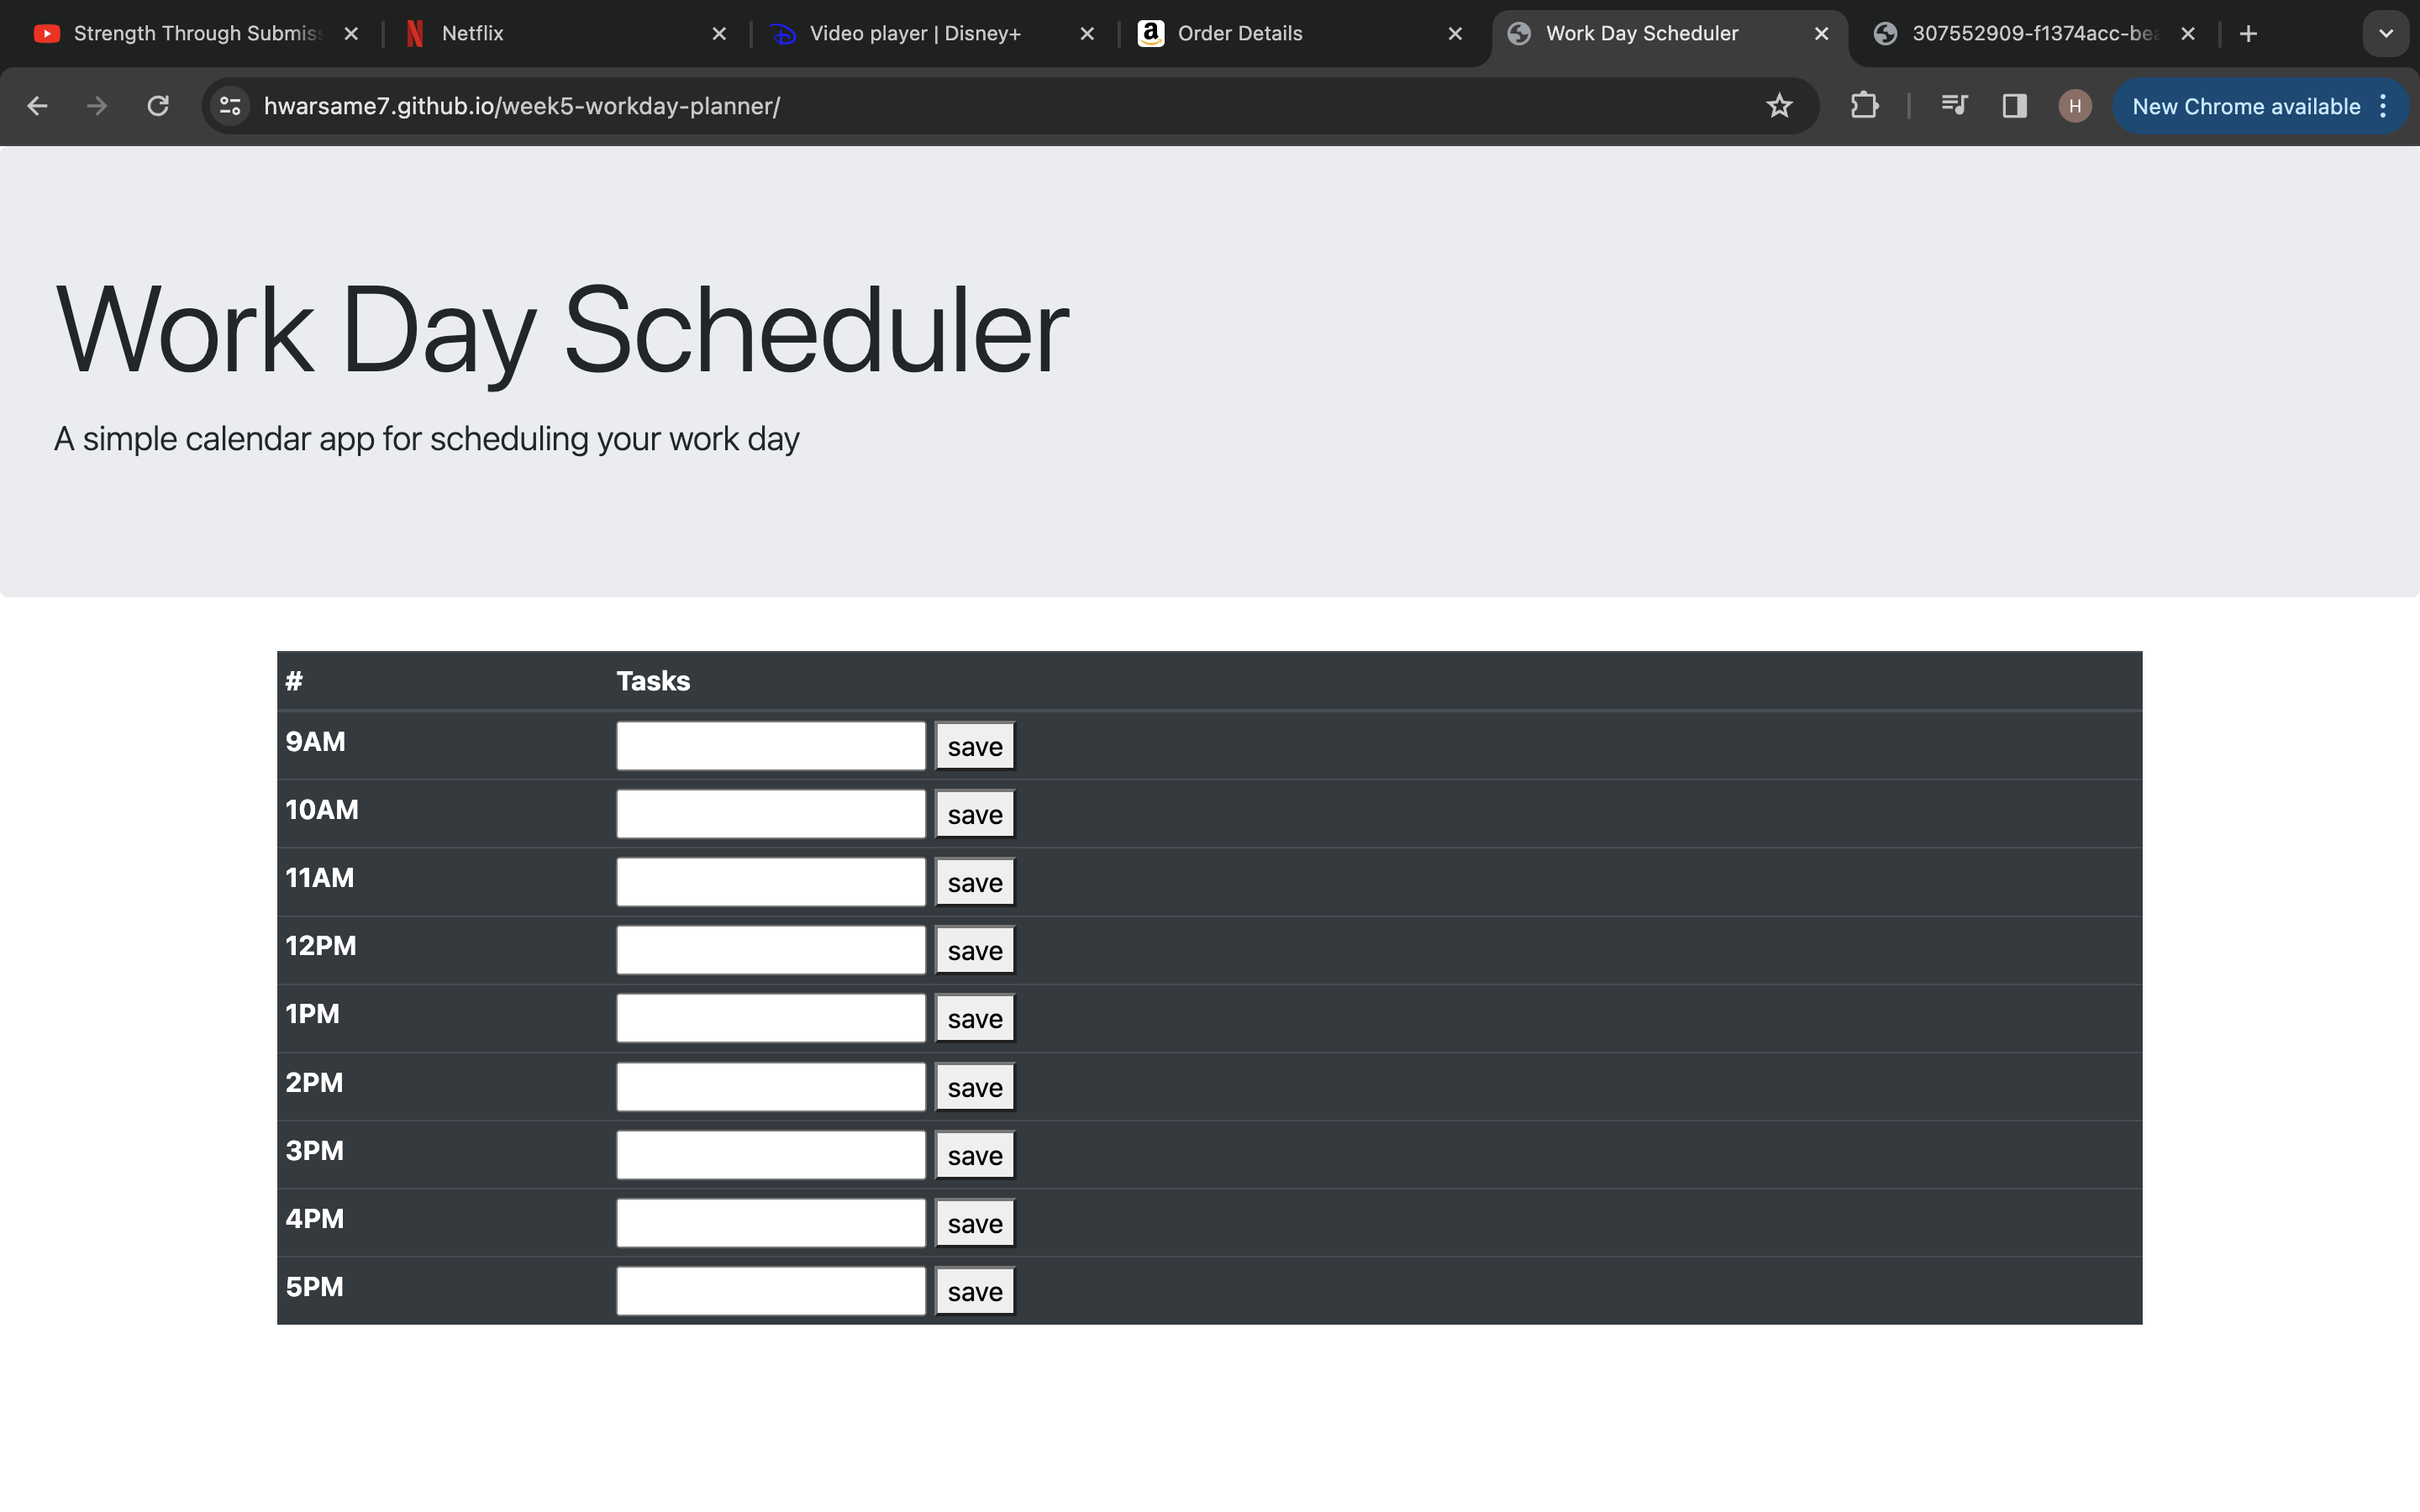 Strength Through Submiss
Netflix
Video player | Disney+
Order Details
Work Day Scheduler
307552909-f1374acc-bea
hwarsame7.github.io/week5-workday-planner/
H
New Chrome available
Work Day Scheduler
A simple calendar app for scheduling your work day
# Tasks
9AM save
10AM save
11AM save
12PM save
1PM save
2PM save
3PM save
4PM save
5PM save